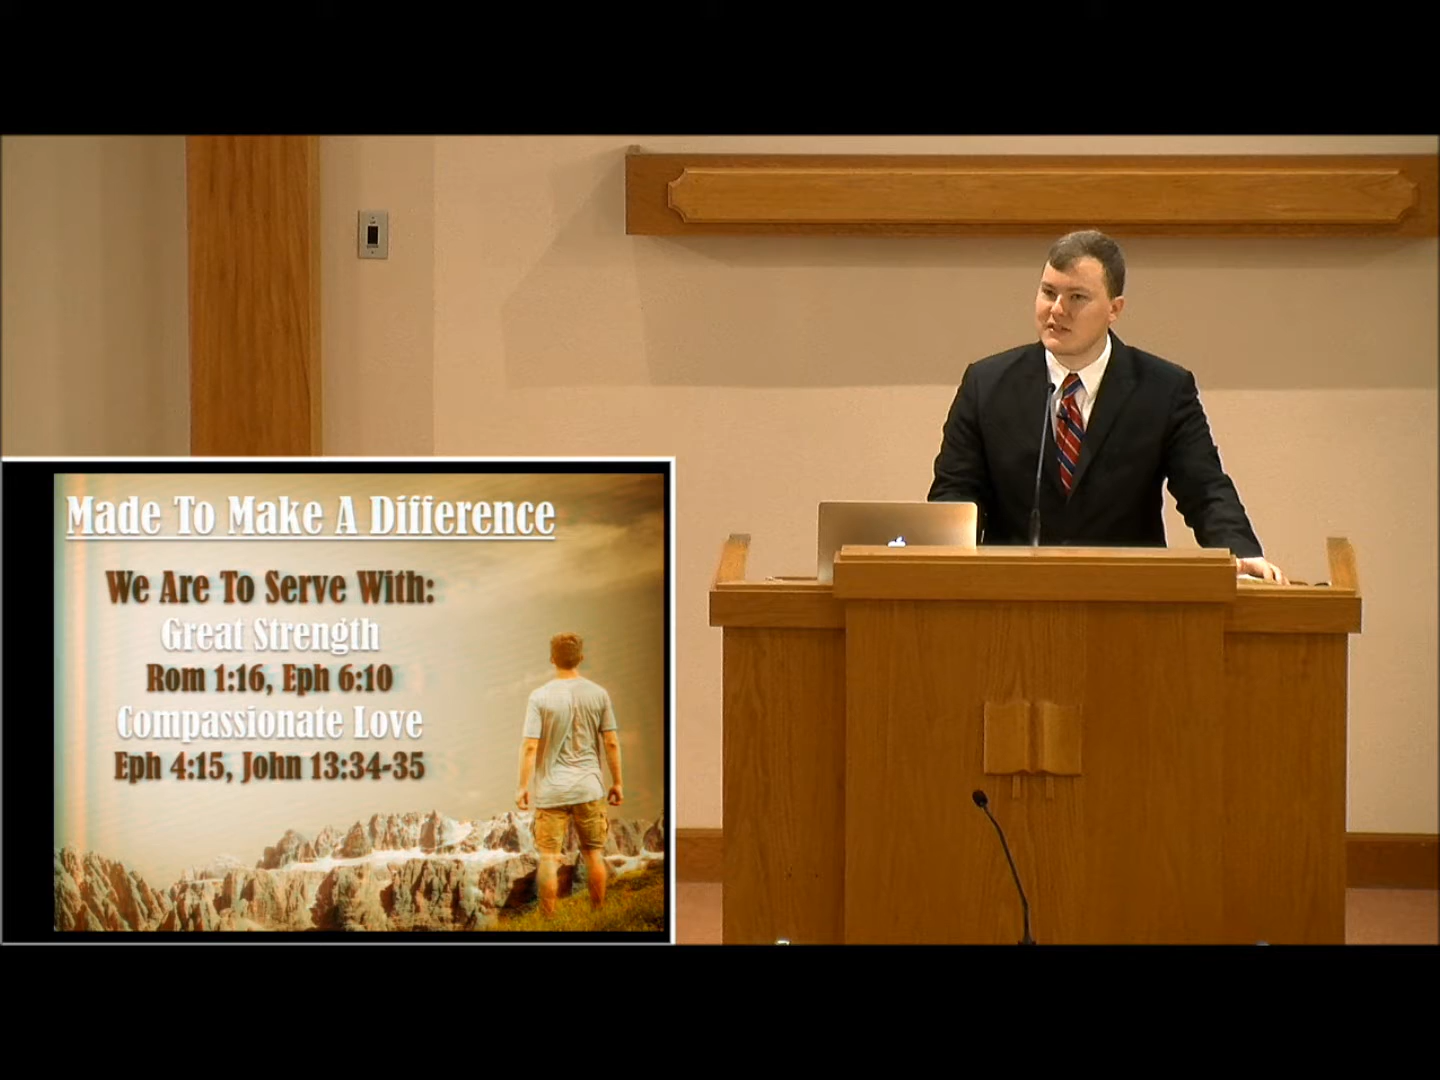 Made To Make A Difference
We Are To Serve With:
Great Strength
Rom 1:16, Eph 6:10
Compassionate Love
Eph 4:15, John 13:34-35